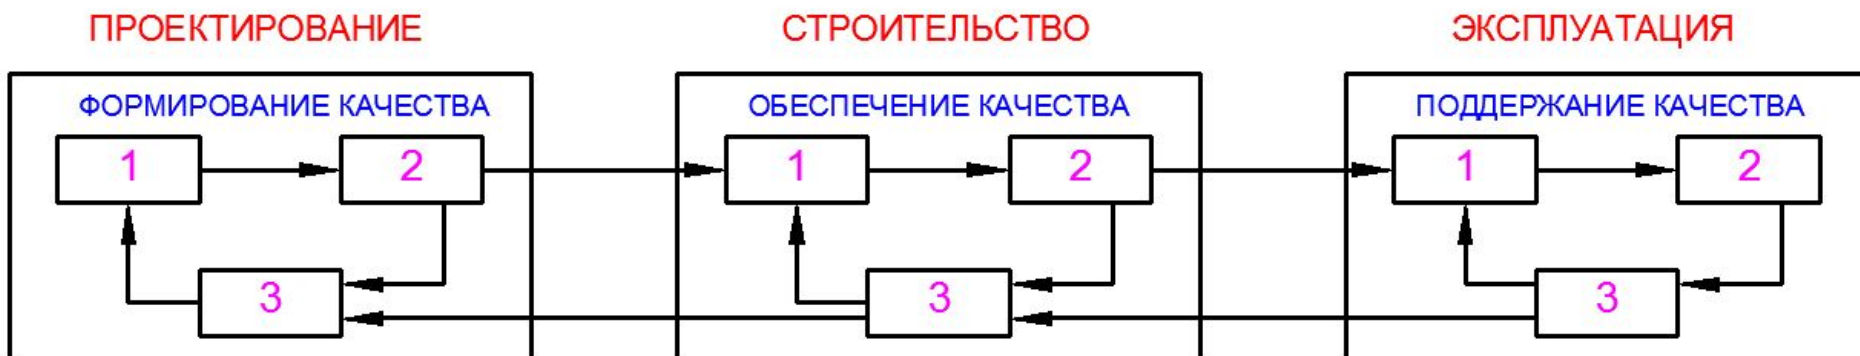 ПРОЕКТИРОВАНИЕ
СТРОИТЕЛЬСТВО
ЭКСПЛУАТАЦИЯ
ФОРМИРОВАНИЕ КАЧЕСТВА
ОБЕСПЕЧЕНИЕ КАЧЕСТВА
ПОДДЕРЖАНИЕ КАЧЕСТВА
1
2
1
2
1
2
3
3
3